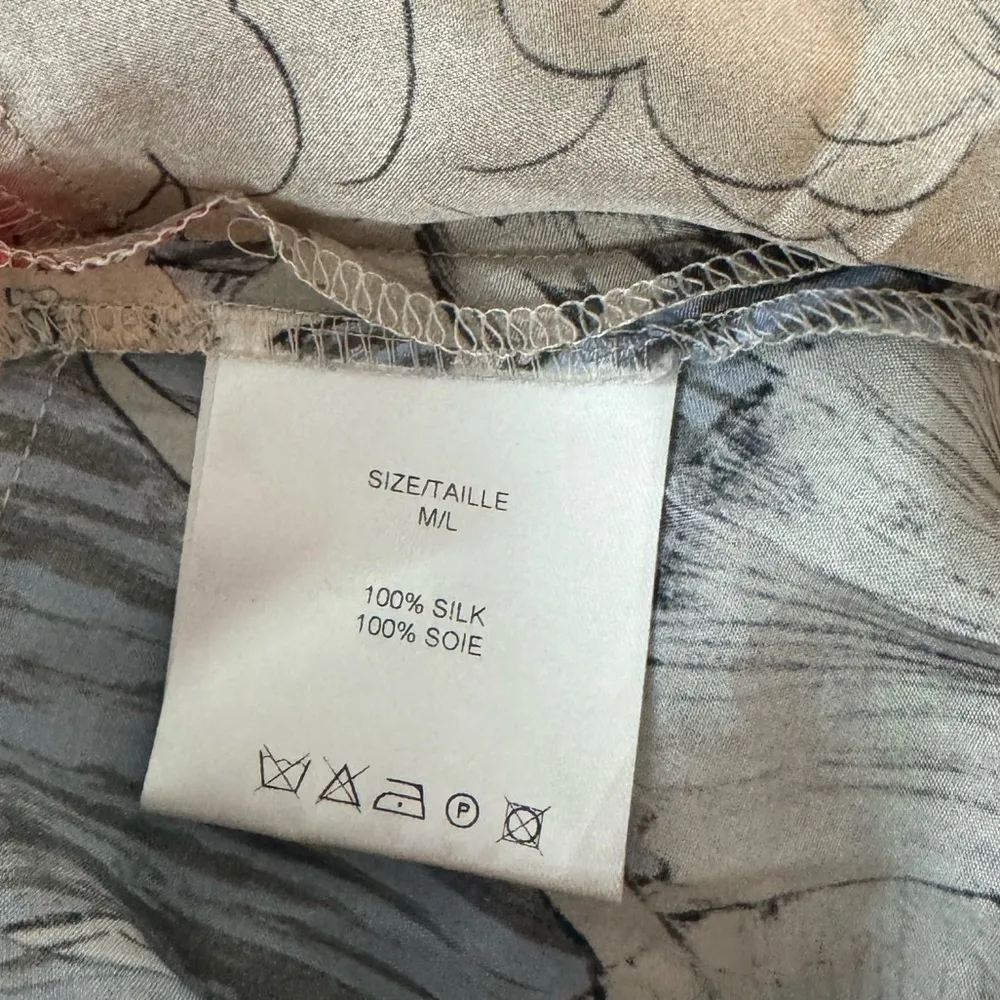 SIZE/TAILLE
M/L
100% SILK
100% SOIE
P